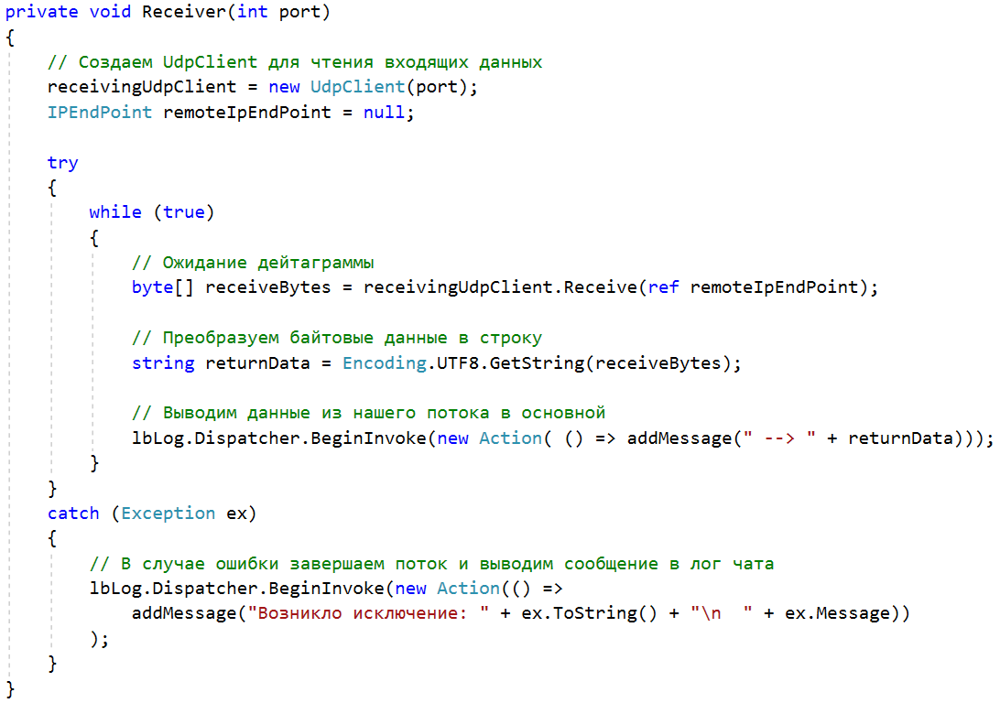 private void Receiver(int port)
{
    // Создаем UdpClient для чтения входящих данных
    receivingUdpClient = new UdpClient(port);
    IPEndPoint remoteIpEndPoint = null;

    try
    {
        while (true)
        {
            // Ожидание дейтаграммы
            byte[] receiveBytes = receivingUdpClient.Receive(ref remoteIpEndPoint);

            // Преобразуем байтовые данные в строку
            string returnData = Encoding.UTF8.GetString(receiveBytes);

            // Выводим данные из нашего потока в основной
            lbLog.Dispatcher.BeginInvoke(new Action( () => addMessage(" --> " + returnData)));
        }
    }
    catch (Exception ex)
    {
        // В случае ошибки завершаем поток и выводим сообщение в лог чата
        lbLog.Dispatcher.BeginInvoke(new Action(() =>
            addMessage("Возникло исключение: " + ex.ToString() + "\n  " + ex.Message))
        );
    }
}